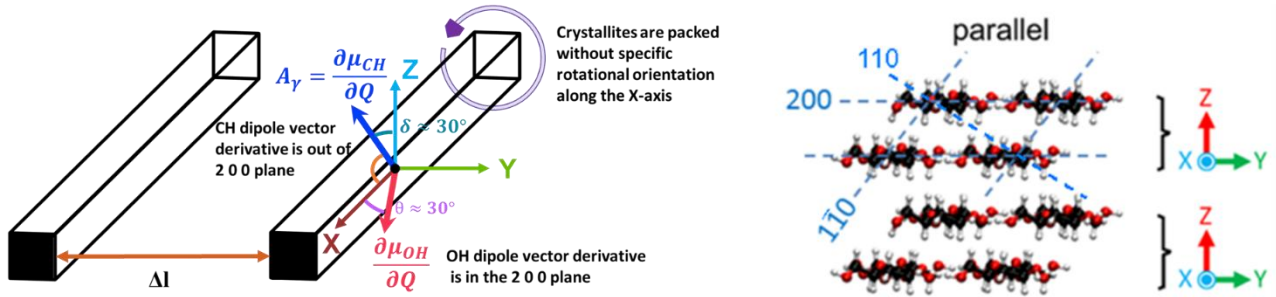 Crystallites are packed
without specific
rotational orientation
along the X-axis
A_γ = ∂μ_CH / ∂Q
Z
δ ≈ 30°
CH dipole vector
derivative is out of
2 0 0 plane
Y
X
θ ≈ 30°
∂μ_OH / ∂Q
OH dipole vector derivative
is in the 2 0 0 plane
Δl
parallel
110
200
11̄0
Z
X
Y
Z
X
Y